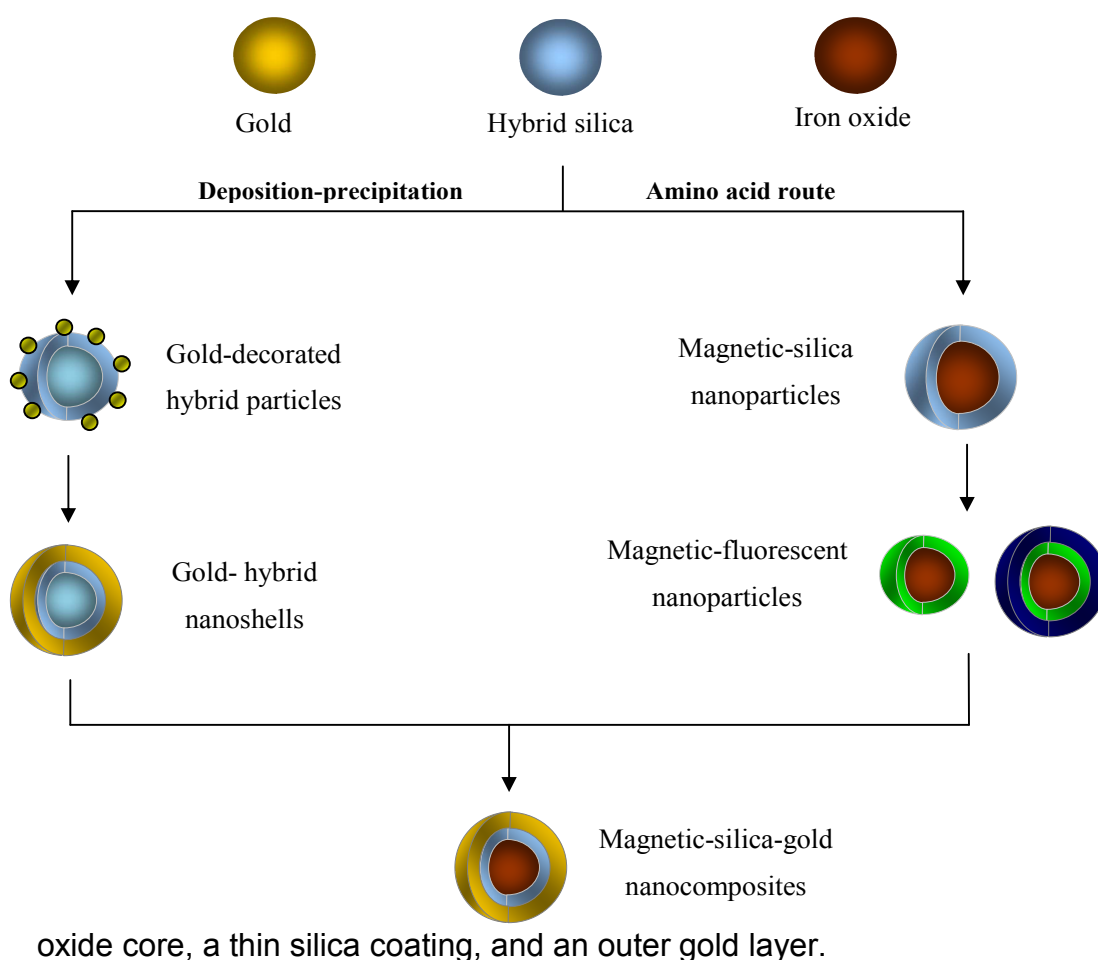 Gold
Hybrid silica
Iron oxide
Deposition-precipitation
Amino acid route
Gold-decorated
hybrid particles
Magnetic-silica
nanoparticles
Gold- hybrid
nanoshells
Magnetic-fluorescent
nanoparticles
Magnetic-silica-gold
nanocomposites
oxide core, a thin silica coating, and an outer gold layer.